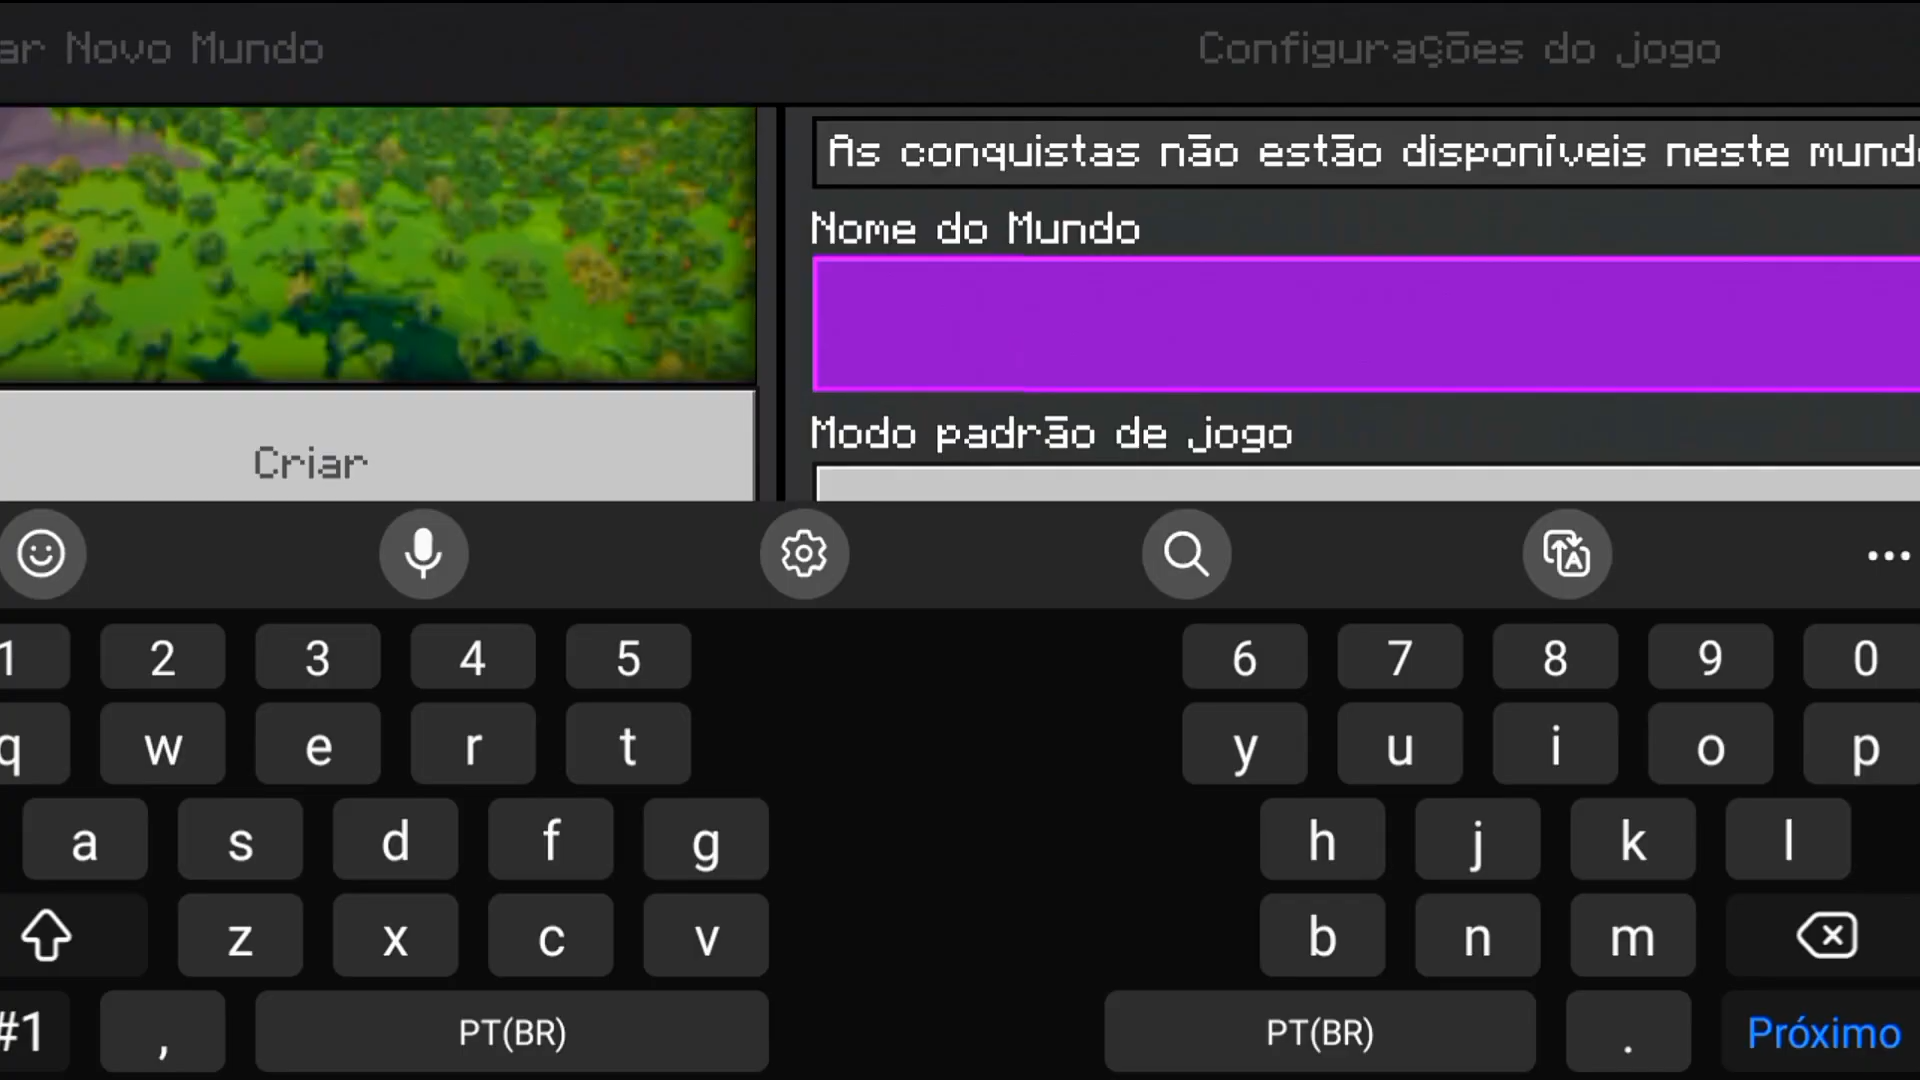 ar Novo Mundo
Configurações do jogo
As conquistas não estão disponíveis neste mund
Nome do Mundo
Modo padrão de jogo
Criar
1 2 3 4 5 6 7 8 9 0
q w e r t y u i o p
a s d f g h j k l
z x c v b n m
#1 , PT(BR) PT(BR) . Próximo